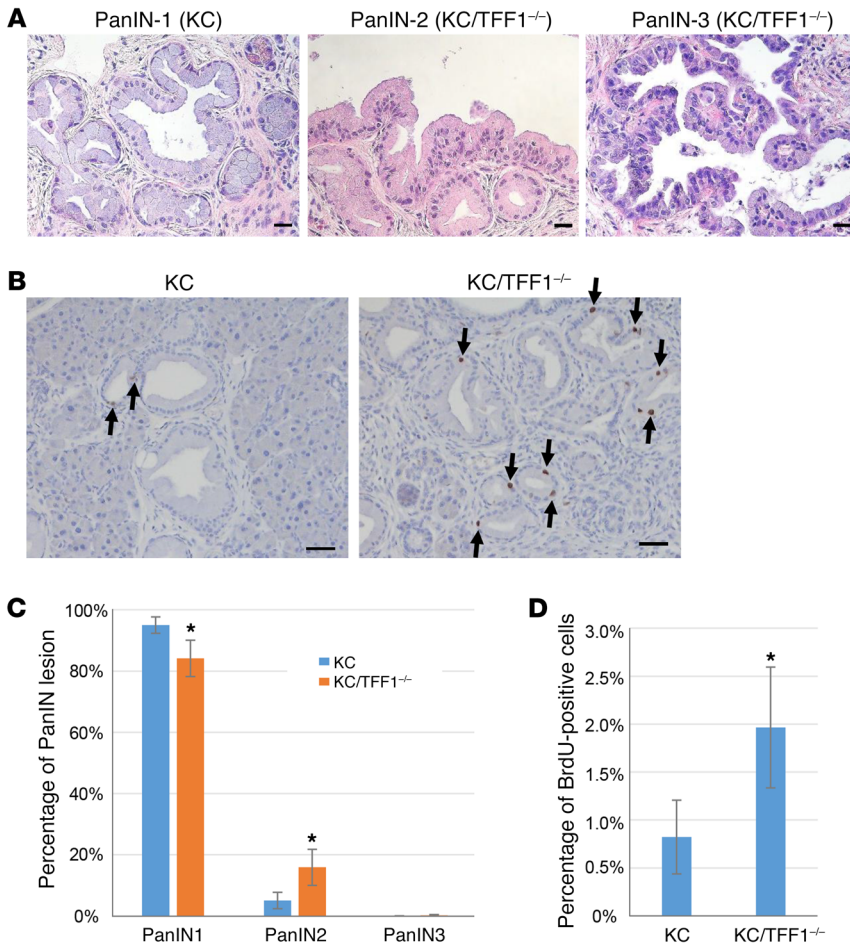 A
PanIN-1 (KC)
PanIN-2 (KC/TFF1⁻/⁻)
PanIN-3 (KC/TFF1⁻/⁻)
B
KC
KC/TFF1⁻/⁻
C
Percentage of PanIN lesion
100%
80%
60%
40%
20%
0%
*
*
KC
KC/TFF1⁻/⁻
PanIN1
PanIN2
PanIN3
D
Percentage of BrdU-positive cells
3.0%
2.5%
2.0%
1.5%
1.0%
0.5%
0%
*
KC
KC/TFF1⁻/⁻